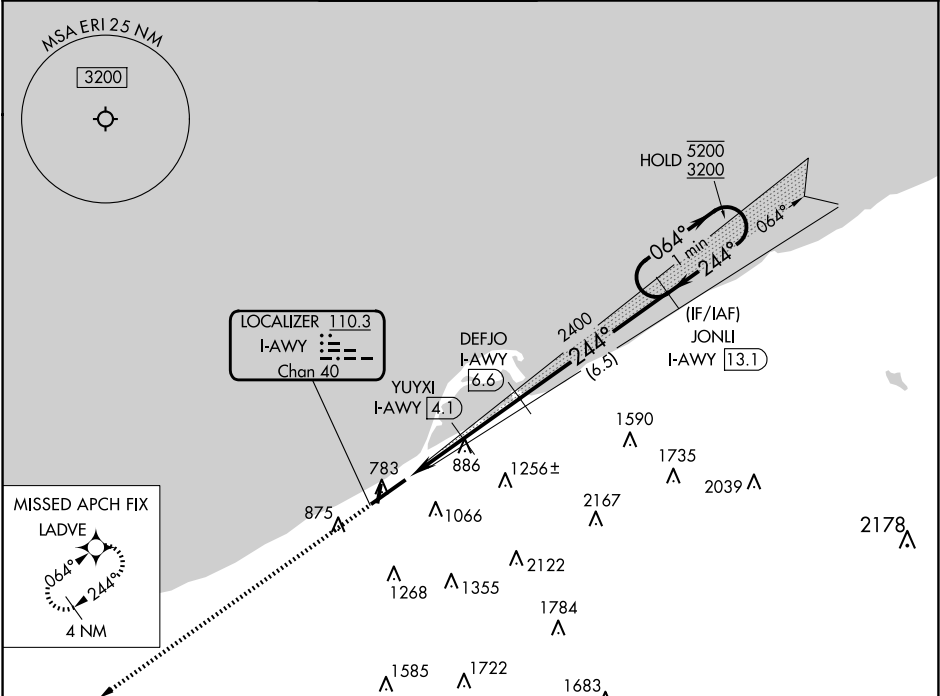 MSA ERI 25 NM
3200
HOLD 5200
3200
064°
1 min
244°
064°
(IF/IAF)
JONLI
I-AWY 13.1
2400
244°
(6.5)
LOCALIZER 110.3
I-AWY
Chan 40
DEFJO
I-AWY
6.6
YUYXI
I-AWY 4.1
1590
886
1256±
1735
783
2039
875
1066
2167
2178
MISSED APCH FIX
LADVE
064°
244°
4 NM
2122
1268
1355
1784
1585
1722
1683